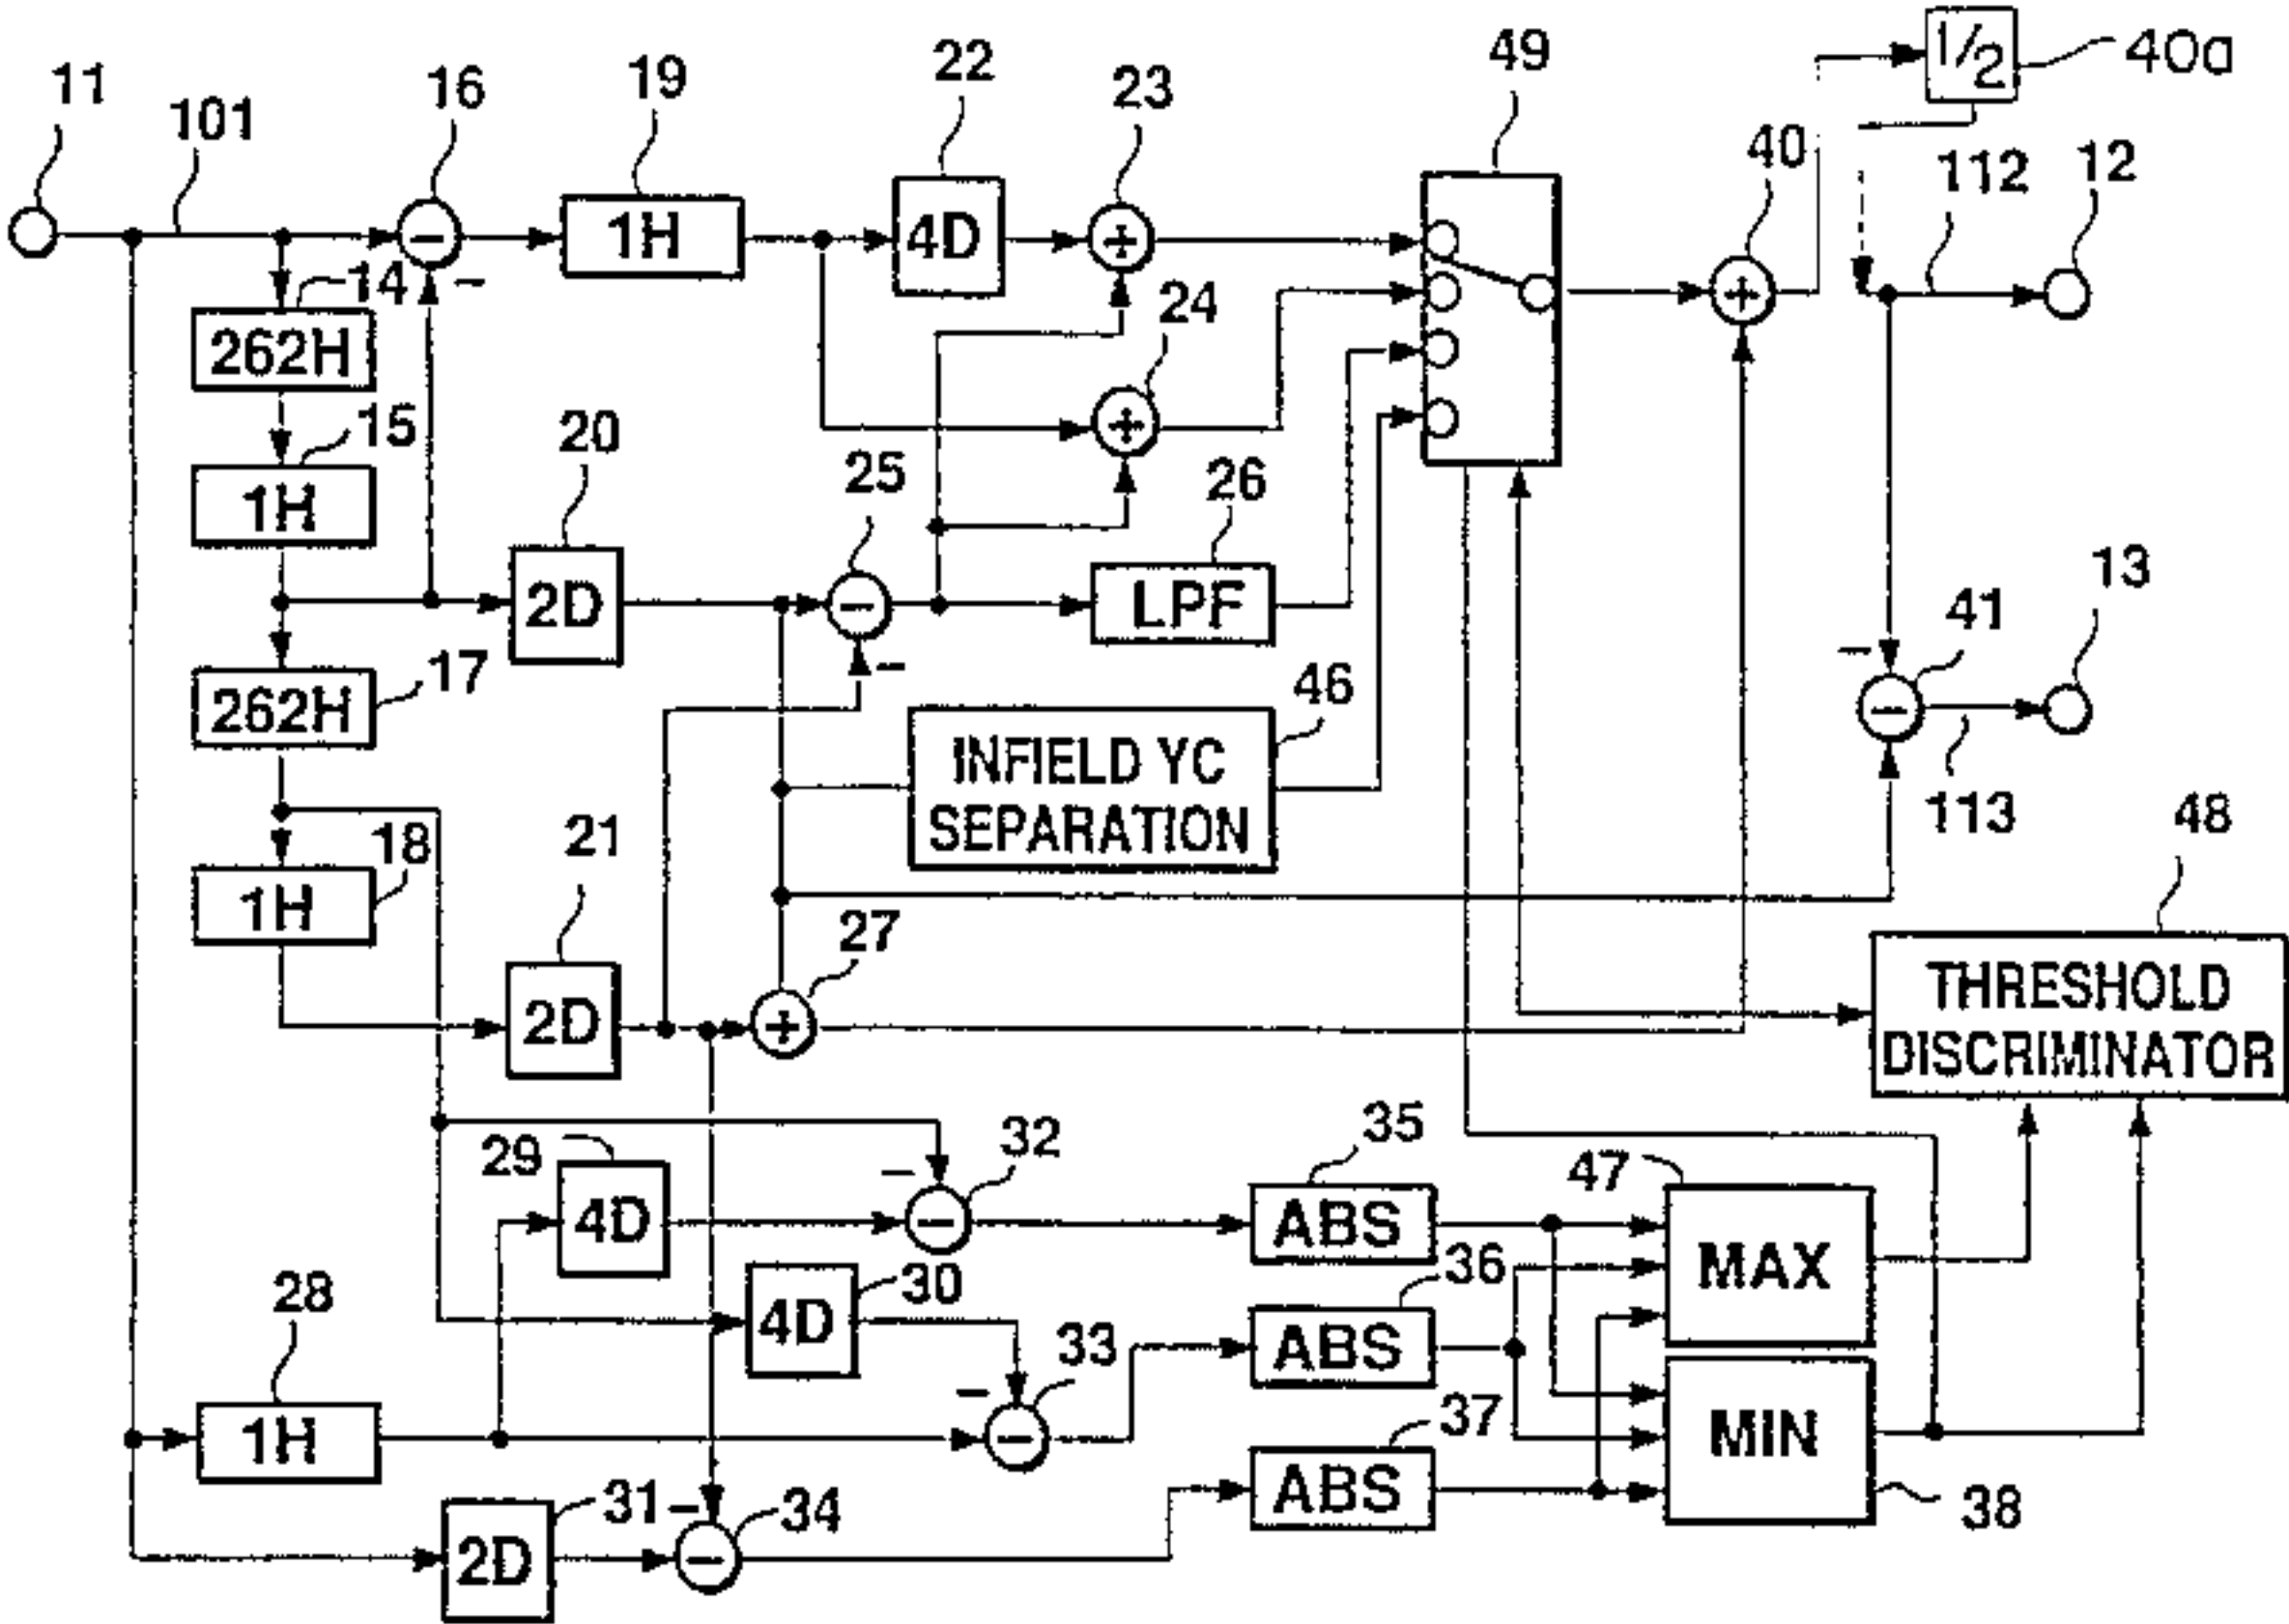 11
101
16
19
22
23
49
1/2
40a
40
112
12
-
1H
4D
+
+
14
-
262H
24
+
15
20
25
26
1H
2D
-
LPF
13
41
-
-
-
17
262H
46
INFIELD YC
SEPARATION
113
48
18
1H
21
27
2D
+
THRESHOLD
DISCRIMINATOR
29
4D
-
32
-
35
ABS
47
MAX
28
30
4D
36
ABS
33
-
-
1H
37
ABS
MIN
38
31
2D
-
34
-